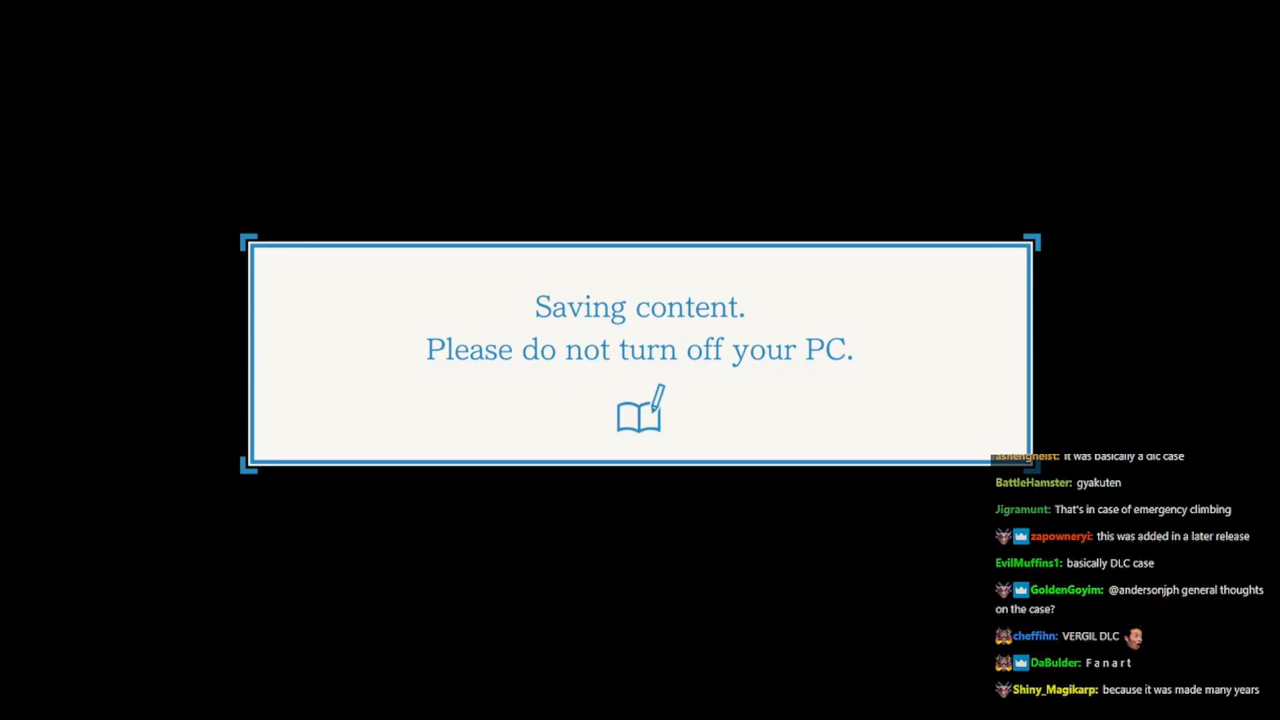 Saving content.
Please do not turn off your PC.
ashengheist: it was basically a dlc case
BattleHamster: gyakuten
Jigramunt: That's in case of emergency climbing
zapowneryi: this was added in a later release
EvilMuffins1: basically DLC case
GoldenGoyim: @andersonjph general thoughts
on the case?
cheffihn: VERGIL DLC
DaBulder: F a n a r t
Shiny_Magikarp: because it was made many years